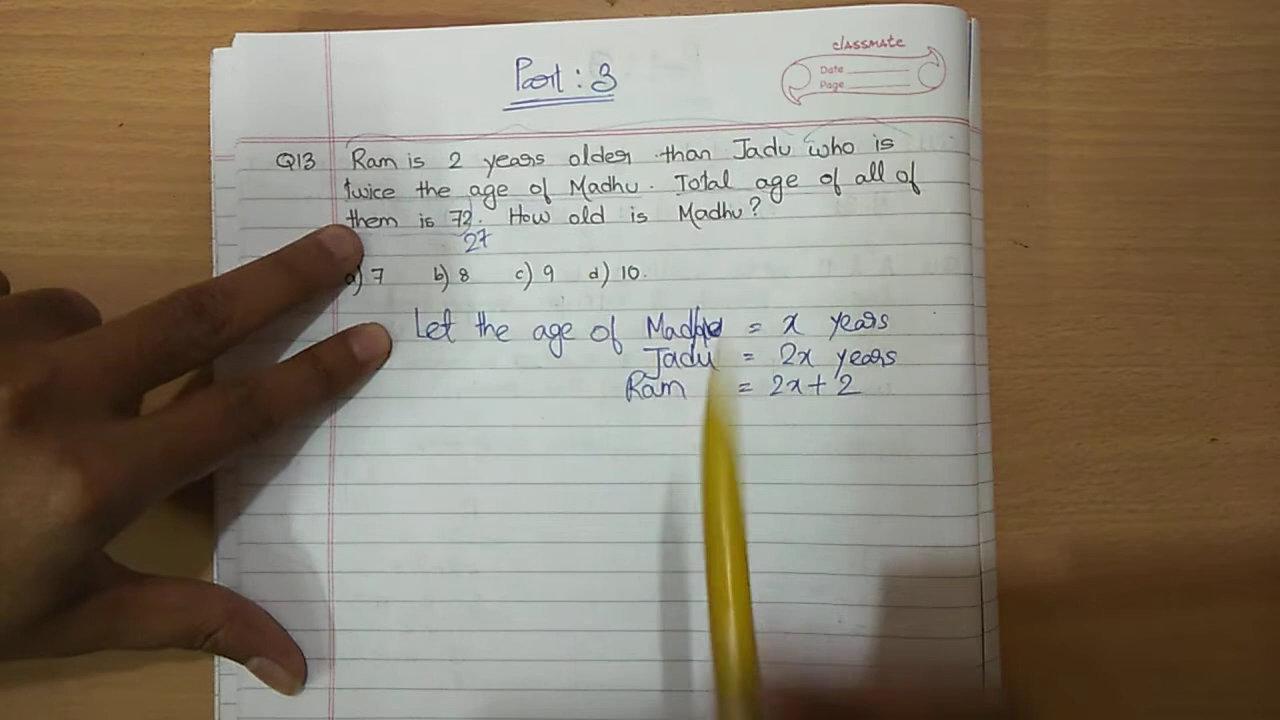 Part : 3
classmate
Date
Page
Q13 Ram is 2 years older than Jadu who is
twice the age of Madhu. Total age of all of
them is 72. How old is Madhu?
27
a) 7 b) 8 c) 9 d) 10.
Let the age of Madhu = x years
Jadu = 2x years
Ram = 2x + 2